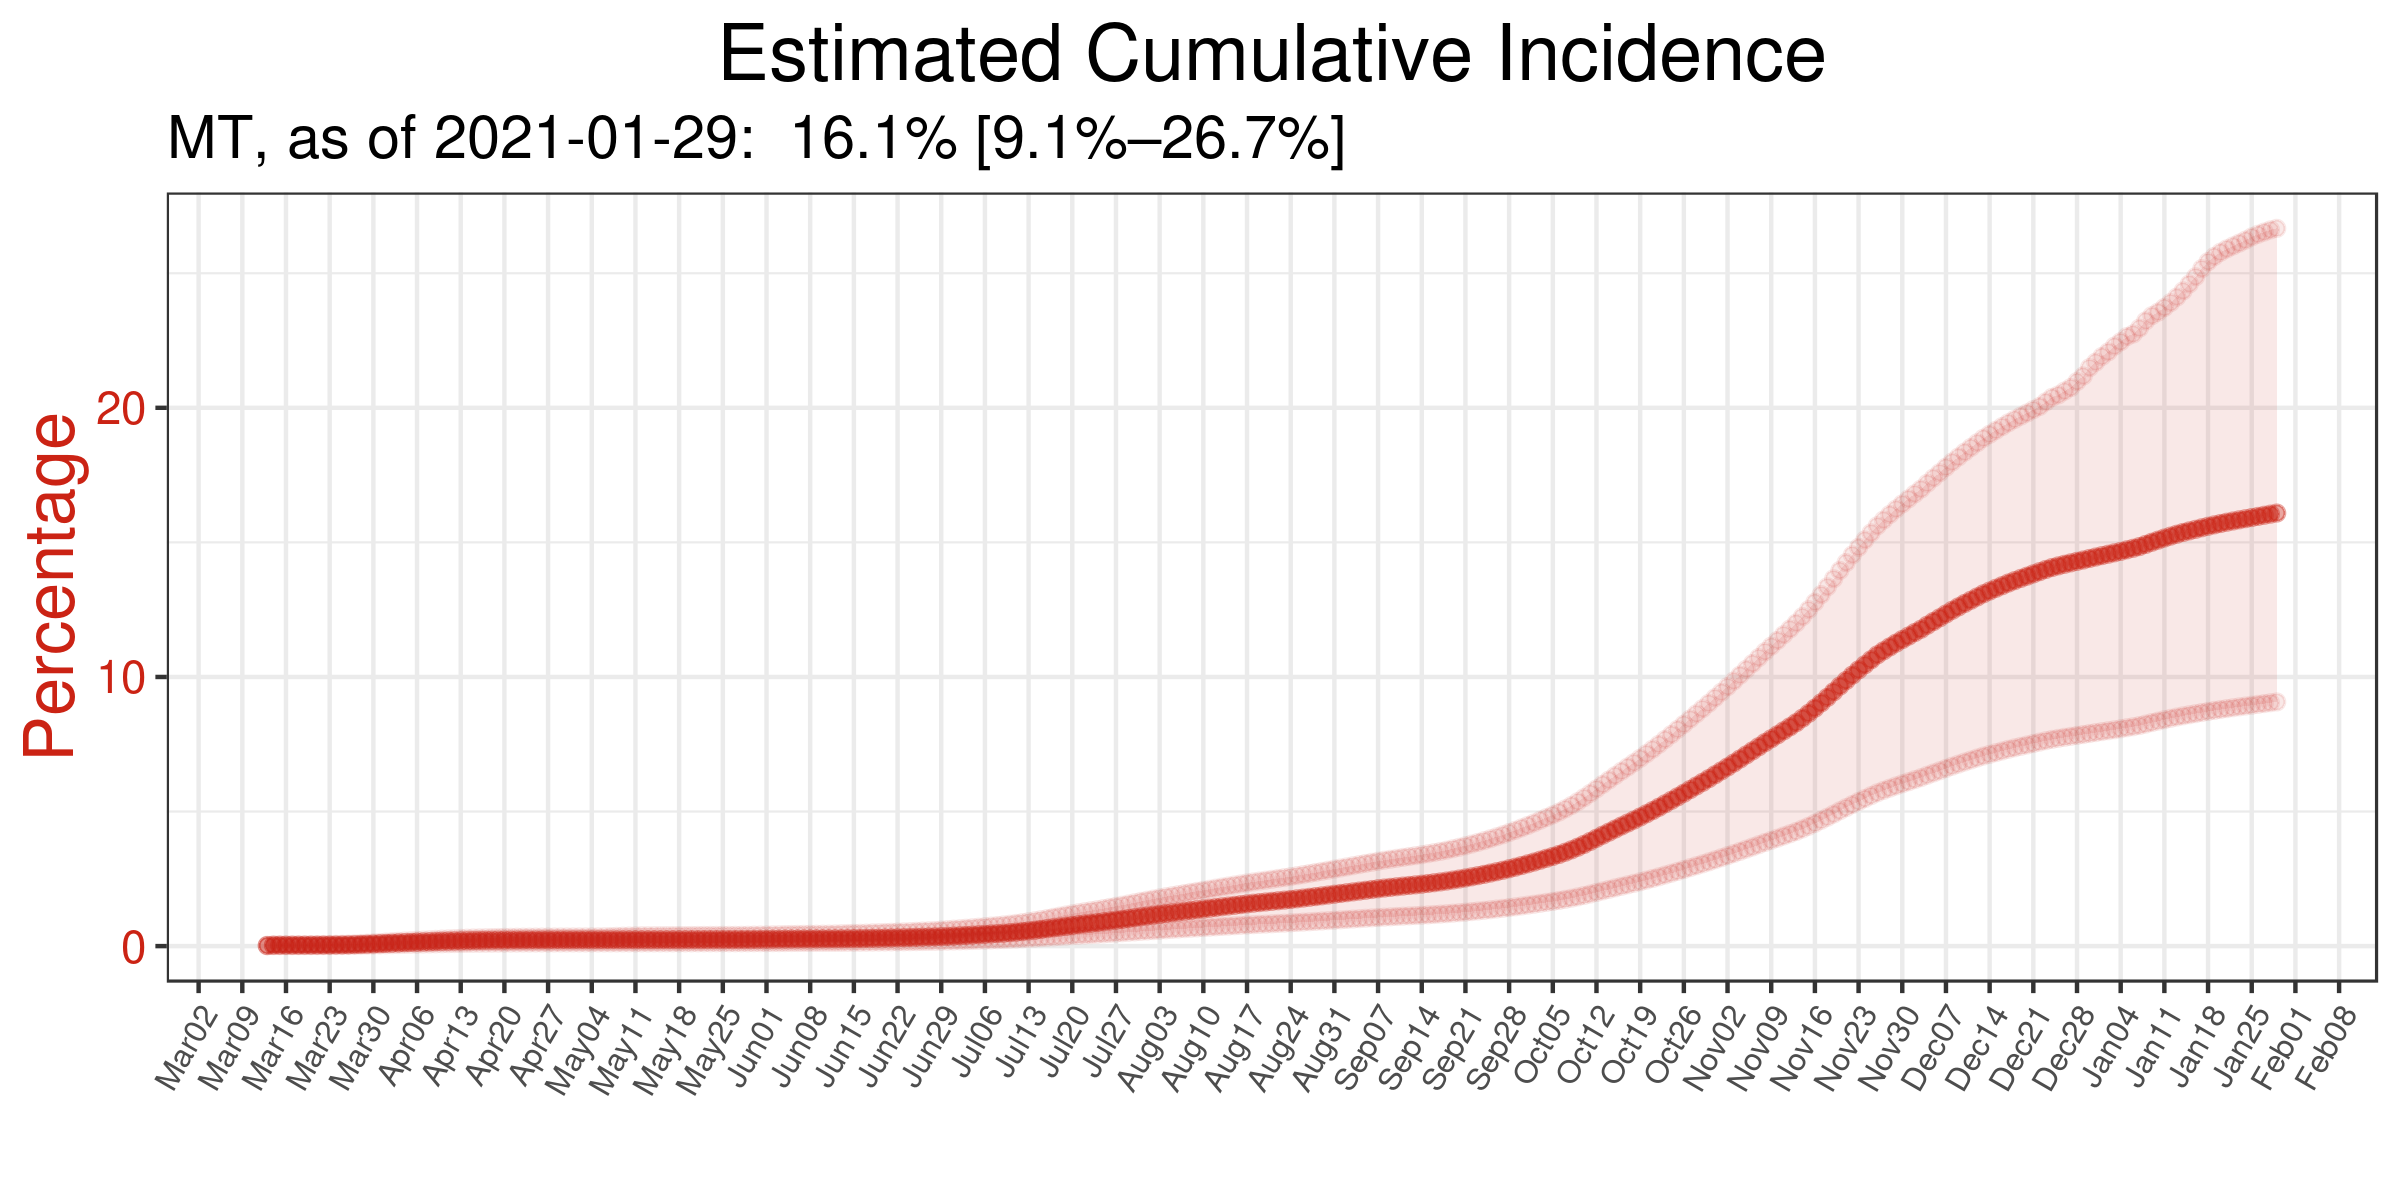 Estimated Cumulative Incidence
MT, as of 2021-01-29:  16.1% [9.1%–26.7%]
Percentage
20
10
0
Mar02
Mar09
Mar16
Mar23
Mar30
Apr06
Apr13
Apr20
Apr27
May04
May11
May18
May25
Jun01
Jun08
Jun15
Jun22
Jun29
Jul06
Jul13
Jul20
Jul27
Aug03
Aug10
Aug17
Aug24
Aug31
Sep07
Sep14
Sep21
Sep28
Oct05
Oct12
Oct19
Oct26
Nov02
Nov09
Nov16
Nov23
Nov30
Dec07
Dec14
Dec21
Dec28
Jan04
Jan11
Jan18
Jan25
Feb01
Feb08